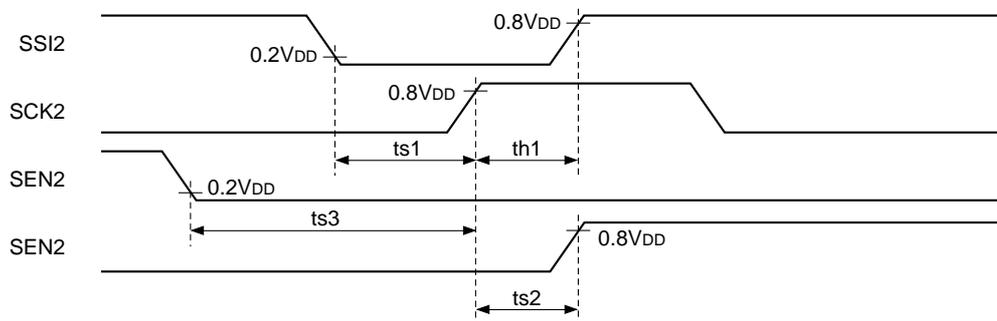 SSI2
0.2VDD
0.8VDD
SCK2
0.8VDD
ts1
th1
SEN2
0.2VDD
ts3
SEN2
0.8VDD
ts2